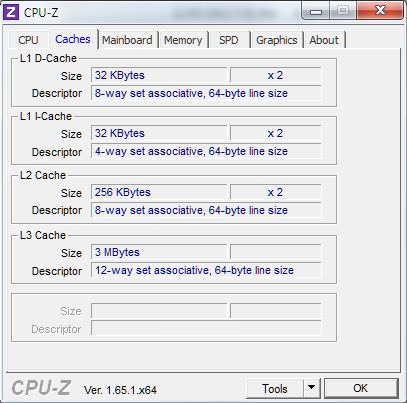 CPU-Z
CPU Caches Mainboard Memory SPD Graphics About
L1 D-Cache
Size 32 KBytes x 2
Descriptor 8-way set associative, 64-byte line size
L1 I-Cache
Size 32 KBytes x 2
Descriptor 4-way set associative, 64-byte line size
L2 Cache
Size 256 KBytes x 2
Descriptor 8-way set associative, 64-byte line size
L3 Cache
Size 3 MBytes
Descriptor 12-way set associative, 64-byte line size
Size
Descriptor
CPU-Z Ver. 1.65.1.x64 Tools OK